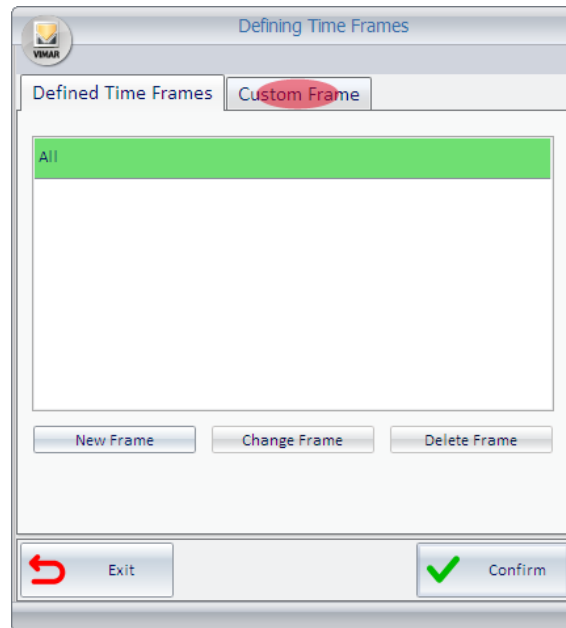 Defining Time Frames
VIMAR
Defined Time Frames Custom Frame
All
New Frame Change Frame Delete Frame
Exit Confirm